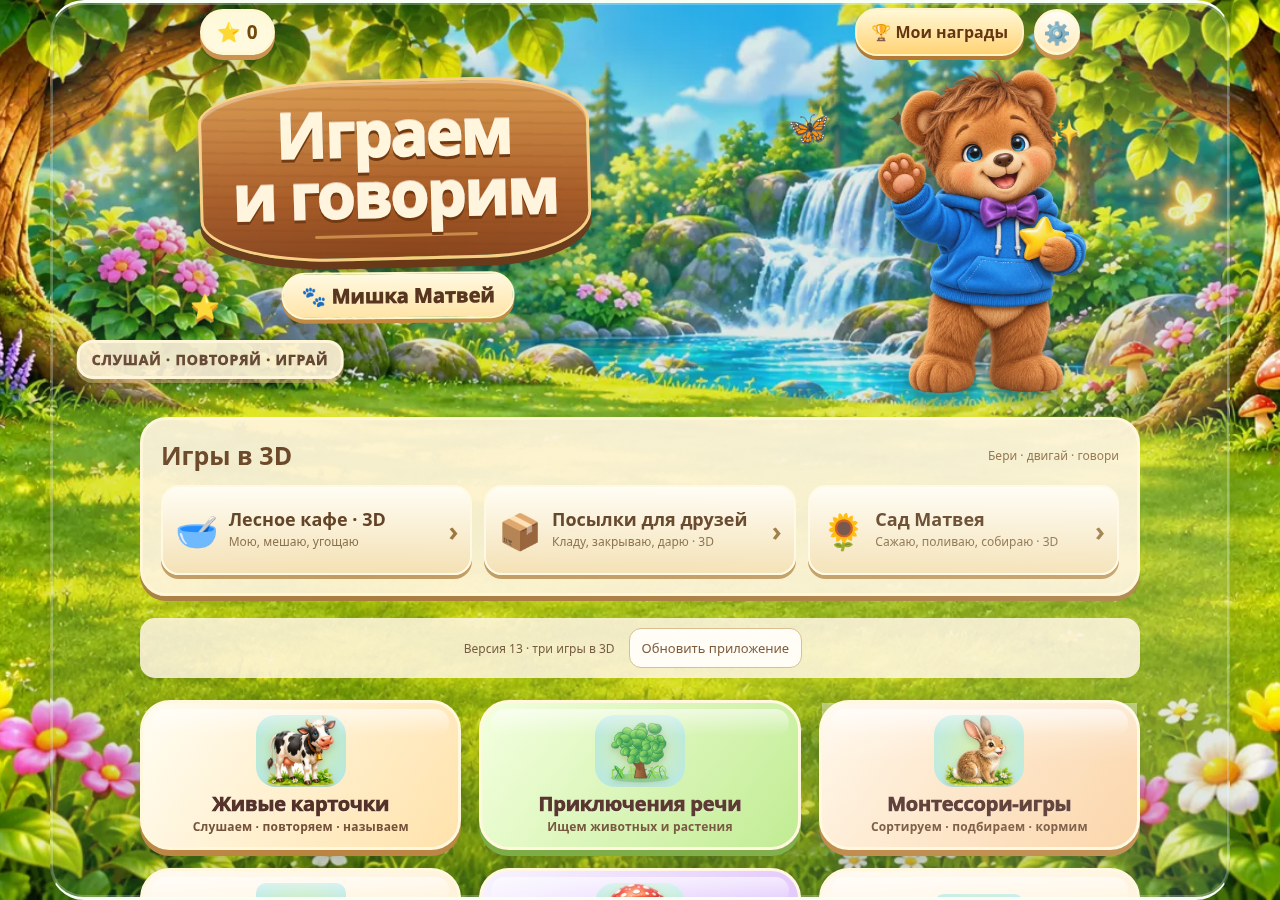 0
Мои награды
Играем
и говорим
Мишка Матвей
СЛУШАЙ · ПОВТОРЯЙ · ИГРАЙ
Игры в 3D
Бери · двигай · говори
Лесное кафе · 3D
Мою, мешаю, угощаю
Посылки для друзей
Кладу, закрываю, дарю · 3D
Сад Матвея
Сажаю, поливаю, собираю · 3D
Версия 13 · три игры в 3D
Обновить приложение
Живые карточки
Слушаем · повторяем · называем
Приключения речи
Ищем животных и растения
Монтессори-игры
Сортируем · подбираем · кормим